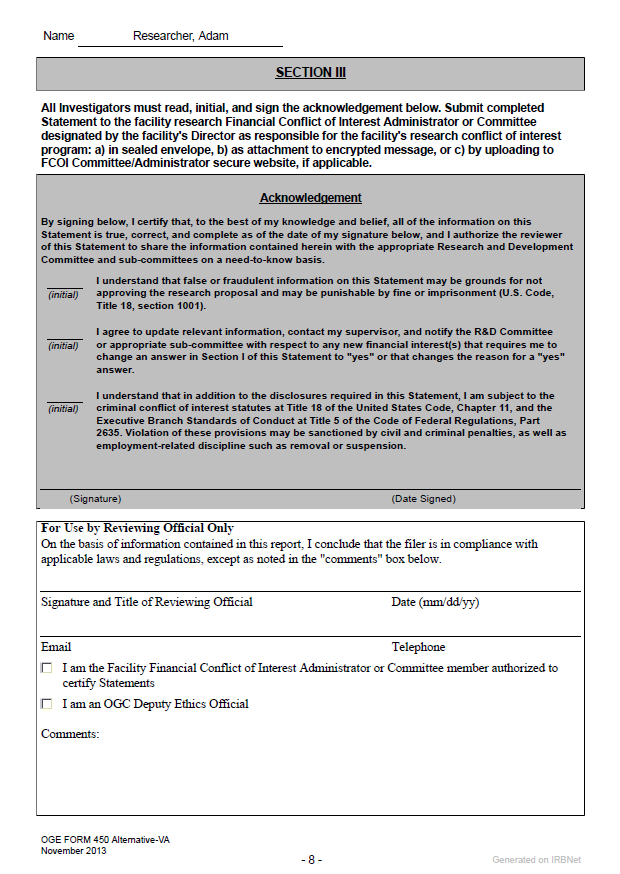 Name Researcher, Adam
SECTION III
All Investigators must read, initial, and sign the acknowledgement below. Submit completed
Statement to the facility research Financial Conflict of Interest Administrator or Committee
designated by the facility's Director as responsible for the facility's research conflict of interest
program: a) in sealed envelope, b) as attachment to encrypted message, or c) by uploading to
FCOI Committee/Administrator secure website, if applicable.
Acknowledgement
By signing below, I certify that, to the best of my knowledge and belief, all of the information on this
Statement is true, correct, and complete as of the date of my signature below, and I authorize the reviewer
of this Statement to share the information contained herein with the appropriate Research and Development
Committee and sub-committees on a need-to-know basis.
(initial) I understand that false or fraudulent information on this Statement may be grounds for not
approving the research proposal and may be punishable by fine or imprisonment (U.S. Code,
Title 18, section 1001).
(initial) I agree to update relevant information, contact my supervisor, and notify the R&D Committee
or appropriate sub-committee with respect to any new financial interest(s) that requires me to
change an answer in Section I of this Statement to "yes" or that changes the reason for a "yes"
answer.
(initial) I understand that in addition to the disclosures required in this Statement, I am subject to the
criminal conflict of interest statutes at Title 18 of the United States Code, Chapter 11, and the
Executive Branch Standards of Conduct at Title 5 of the Code of Federal Regulations, Part
2635. Violation of these provisions may be sanctioned by civil and criminal penalties, as well as
employment-related discipline such as removal or suspension.
(Signature) (Date Signed)
For Use by Reviewing Official Only
On the basis of information contained in this report, I conclude that the filer is in compliance with
applicable laws and regulations, except as noted in the "comments" box below.
Signature and Title of Reviewing Official Date (mm/dd/yy)
Email Telephone
I am the Facility Financial Conflict of Interest Administrator or Committee member authorized to
certify Statements
I am an OGC Deputy Ethics Official
Comments:
OGE FORM 450 Alternative-VA
November 2013
- 8 -
Generated on IRBNet